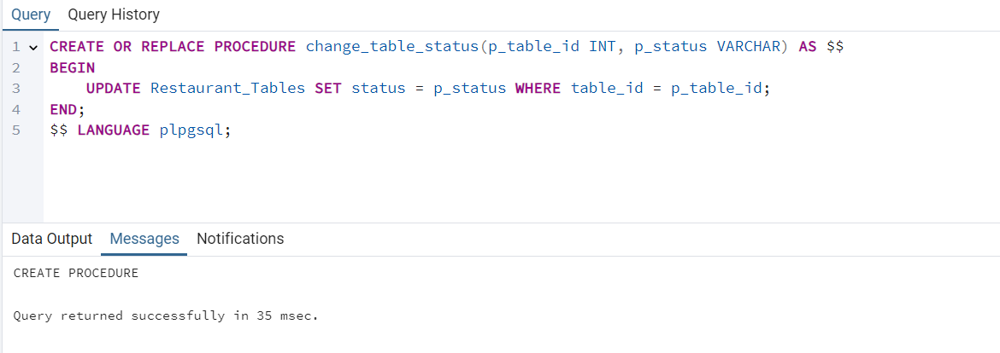 Query Query History
1 CREATE OR REPLACE PROCEDURE change_table_status(p_table_id INT, p_status VARCHAR) AS $$
2 BEGIN
3 UPDATE Restaurant_Tables SET status = p_status WHERE table_id = p_table_id;
4 END;
5 $$ LANGUAGE plpgsql;
Data Output Messages Notifications
CREATE PROCEDURE
Query returned successfully in 35 msec.